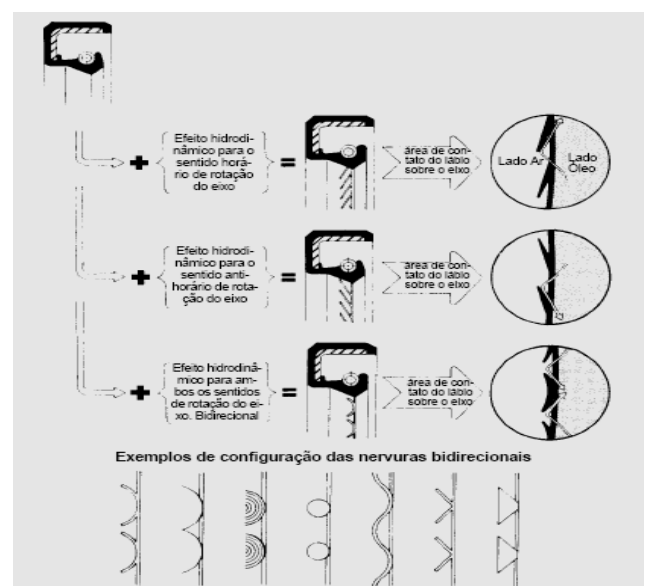 Efeito hidrodi-
nâmico para o
sentido horá-
rio de rotação
do eixo
área de con-
tato do lábio
sobre o eixo
Lado Ar
Lado
Óleo
Efeito hidrodi-
nâmico para o
sentido anti-
horário de rota-
ção do eixo
área de con-
tato do lábio
sobre o eixo
Efeito hidrodinâ-
mico para am-
bos os sentidos
de rotação do ei-
xo. Bidirecional
área de con-
tato do lábio
sobre o eixo
Exemplos de configuração das nervuras bidirecionais